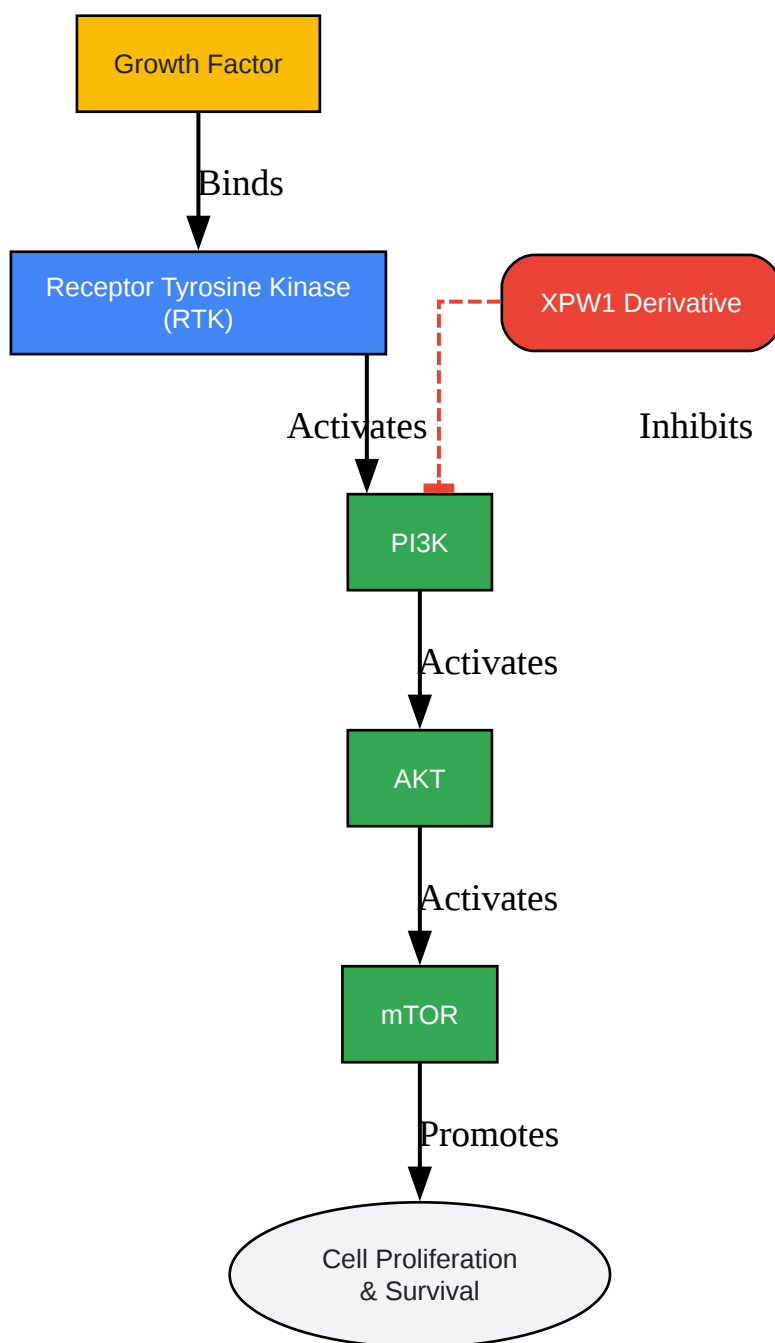 Growth Factor
Binds
Receptor Tyrosine Kinase
(RTK)
XPW1 Derivative
Activates
Inhibits
PI3K
Activates
AKT
Activates
mTOR
Promotes
Cell Proliferation
& Survival